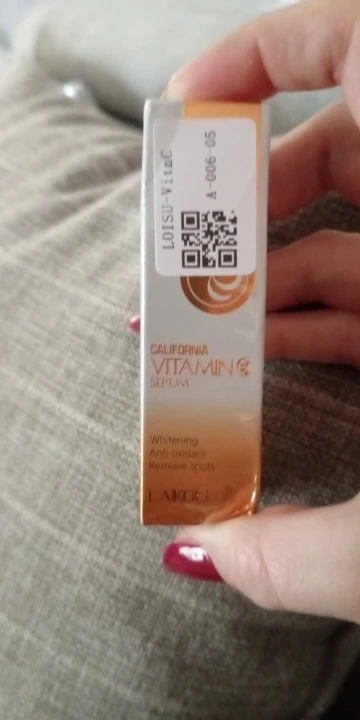 LOISU-VitmC
A-006-05
CALIFORNIA
VITAMIN C
SERUM
Whitening
Anti oxidant
Remove spots
LAIKOU